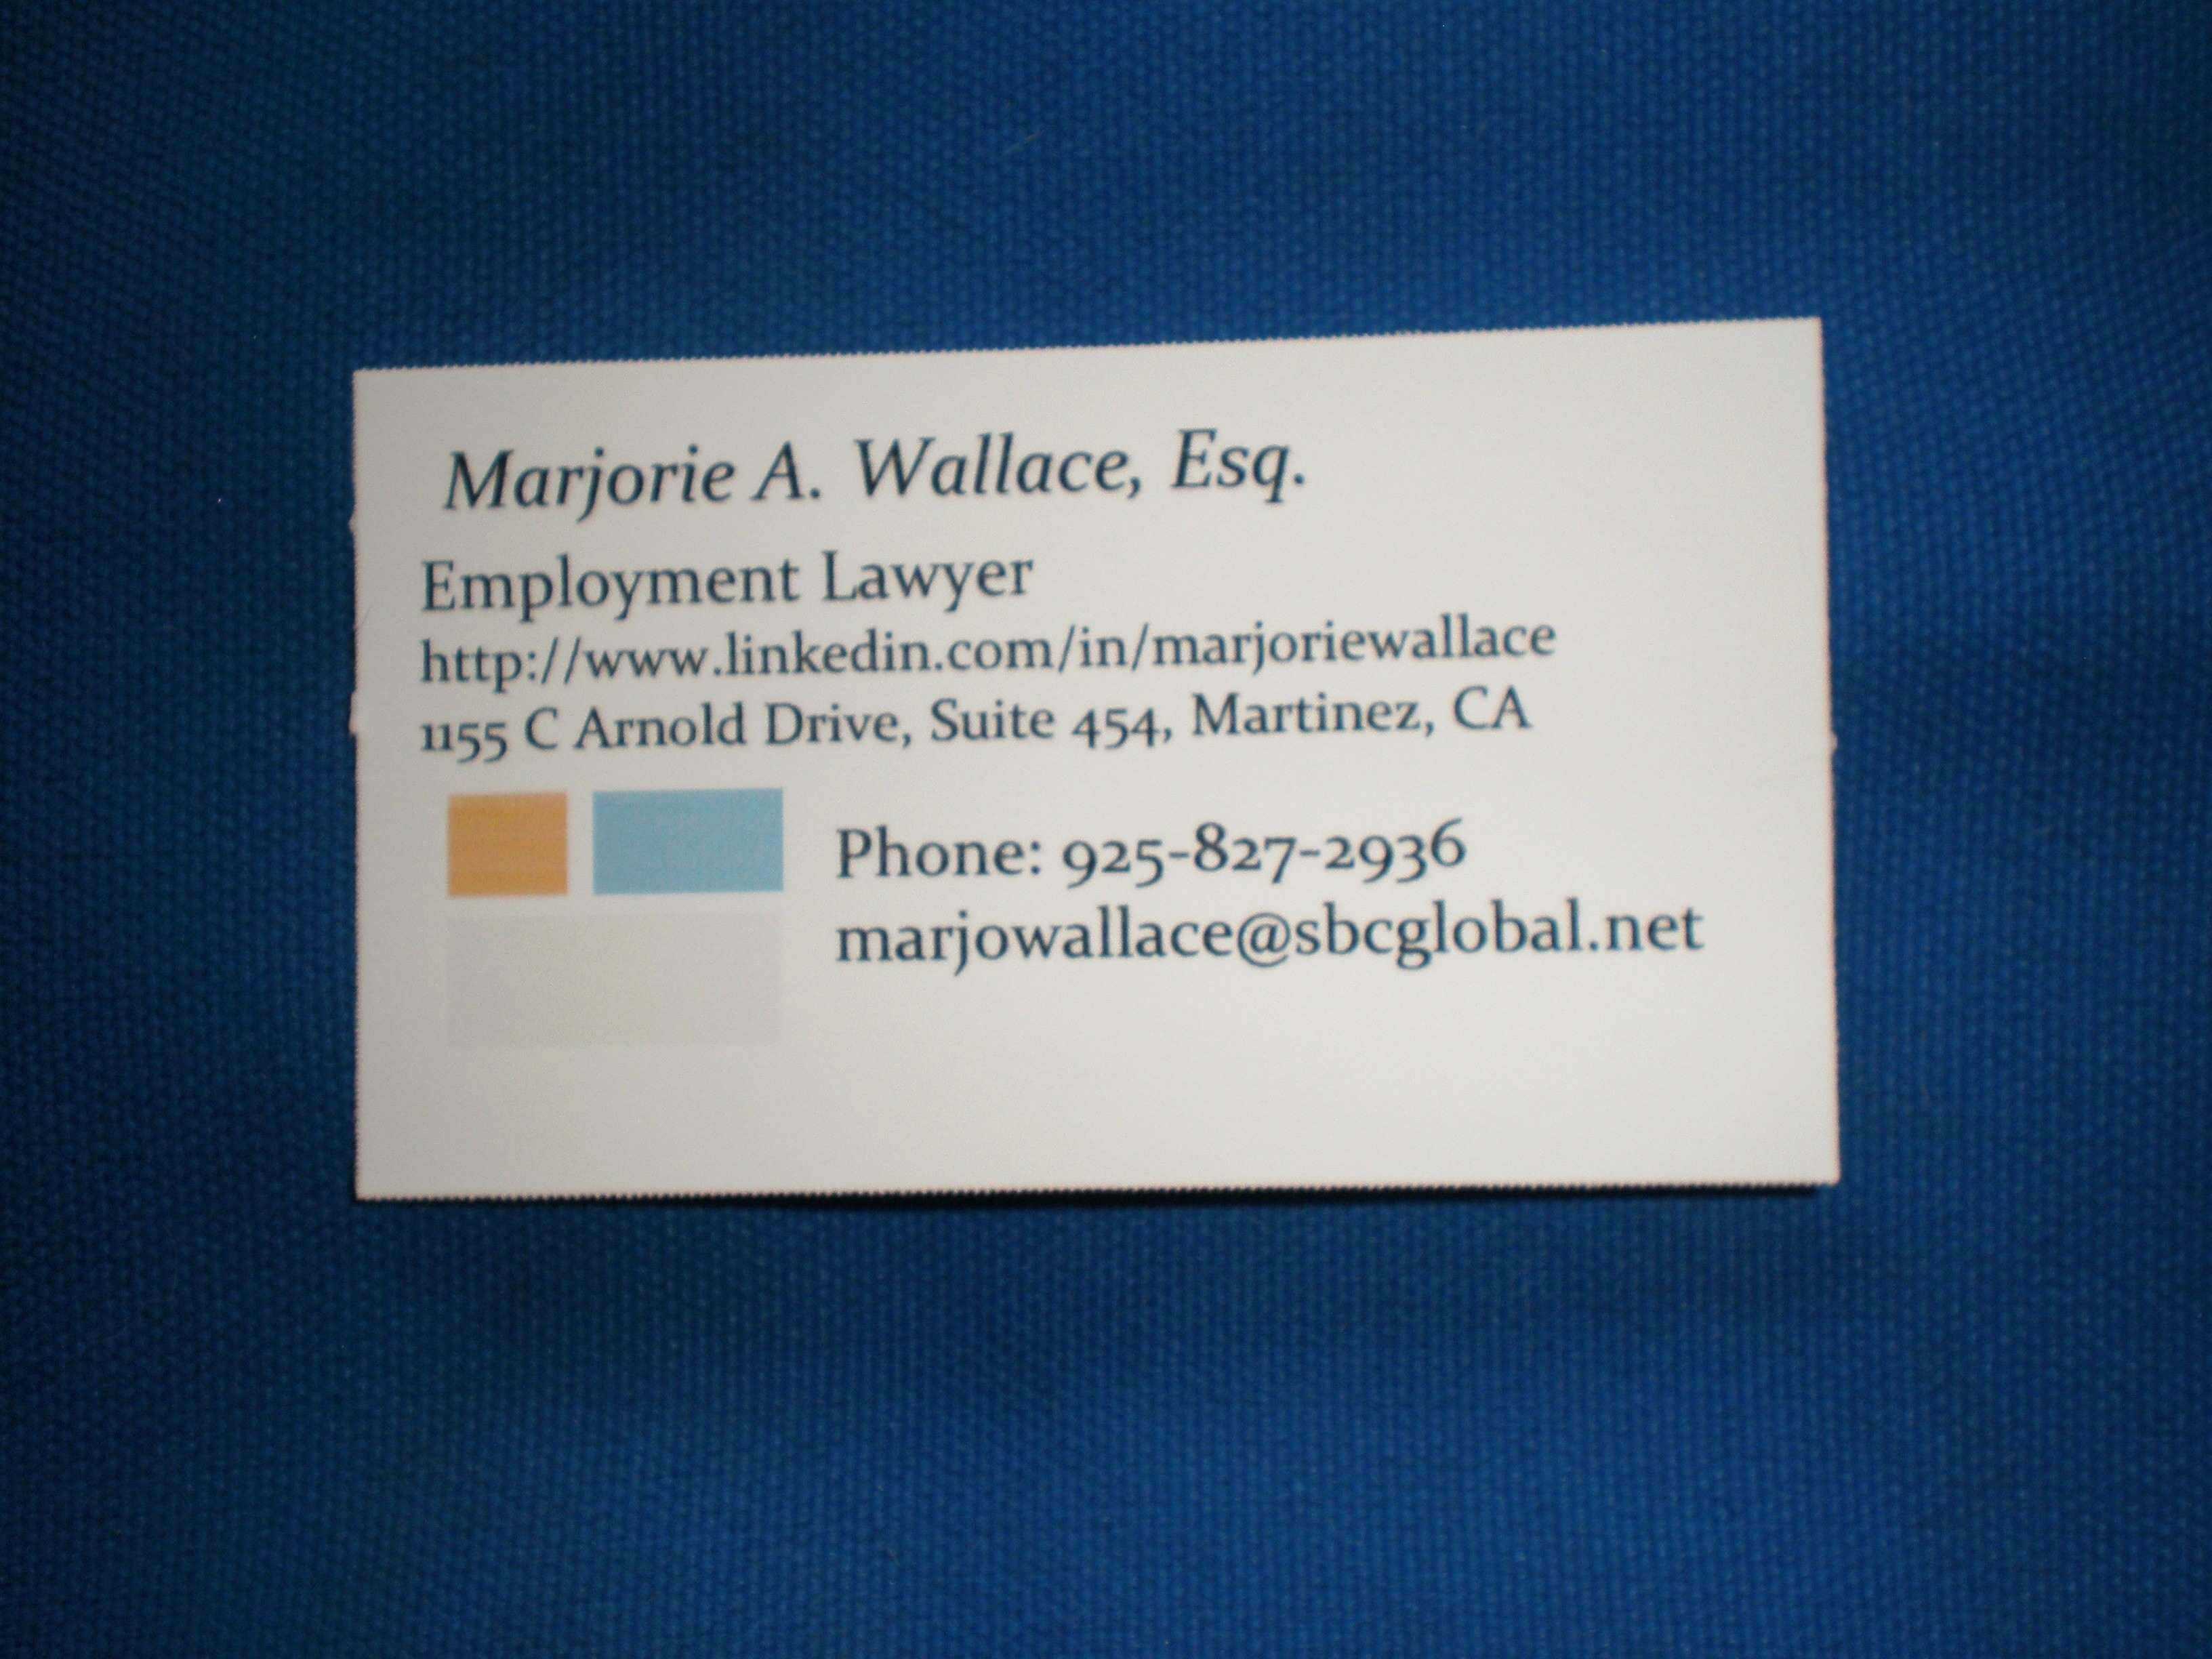 Marjorie A. Wallace, Esq.
Employment Lawyer
http://www.linkedin.com/in/marjoriewallace
1155 C Arnold Drive, Suite 454, Martinez, CA
Phone: 925-827-2936
marjowallace@sbcglobal.net